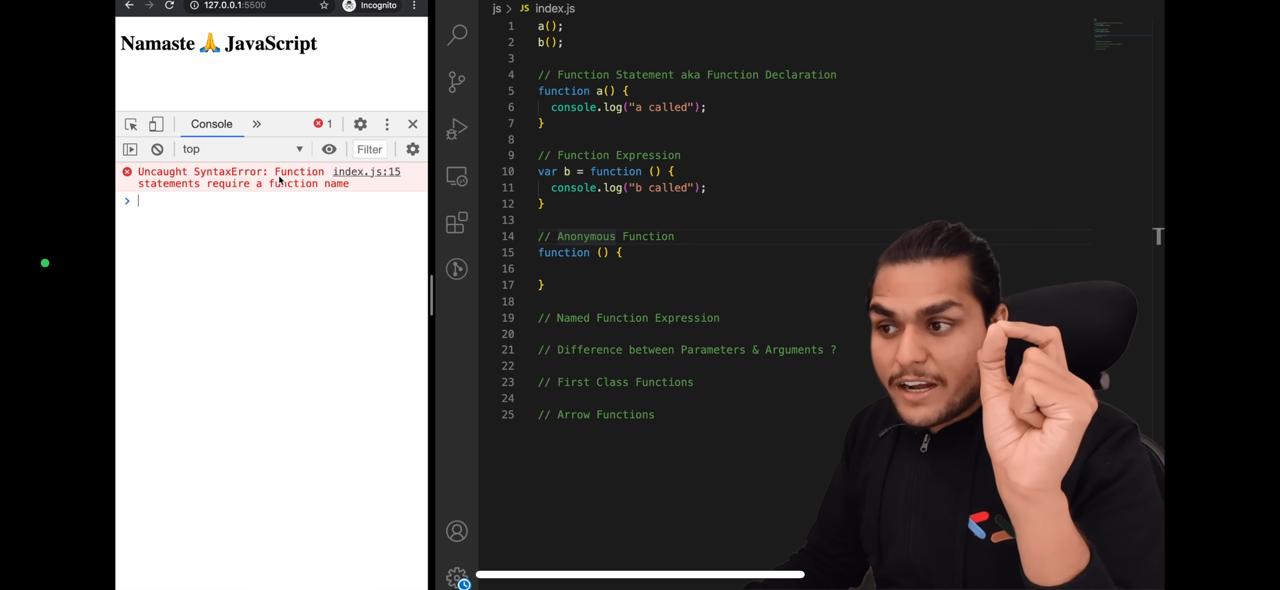 127.0.0.1:5500
Incognito
Namaste 🙏 JavaScript
Console
1
top
Filter
Uncaught SyntaxError: Function index.js:15
statements require a function name
js > JS index.js
1 a();
2 b();
3
4 // Function Statement aka Function Declaration
5 function a() {
6 console.log("a called");
7 }
8
9 // Function Expression
10 var b = function () {
11 console.log("b called");
12 }
13
14 // Anonymous Function
15 function () {
16
17 }
18
19 // Named Function Expression
20
21 // Difference between Parameters & Arguments ?
22
23 // First Class Functions
24
25 // Arrow Functions
T